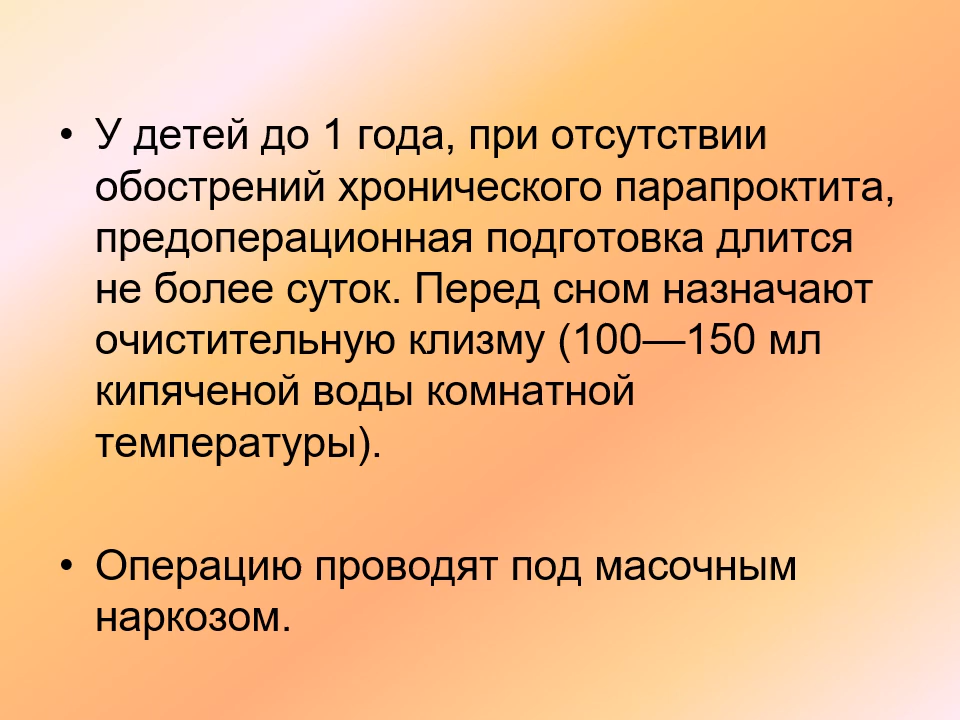 • У детей до 1 года, при отсутствии
обострений хронического парапроктита,
предоперационная подготовка длится
не более суток. Перед сном назначают
очистительную клизму (100—150 мл
кипяченой воды комнатной
температуры).
• Операцию проводят под масочным
наркозом.